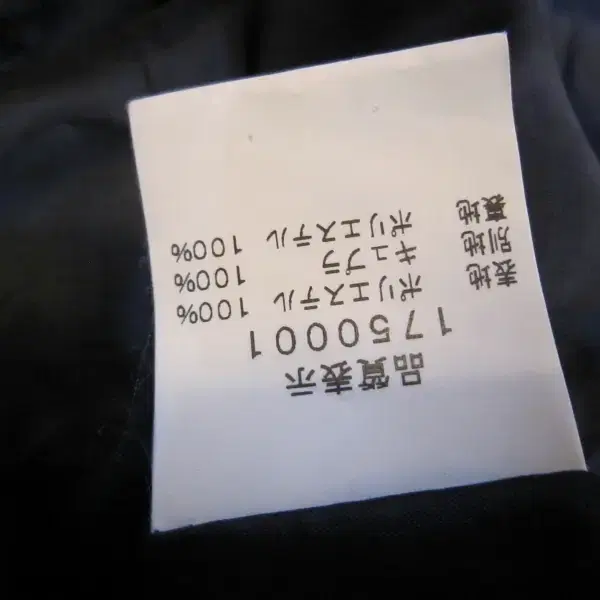 品質表示
1750001
表地 ポリエステル 100%
別地 キュプラ 100%
裏地 ポリエステル 100%